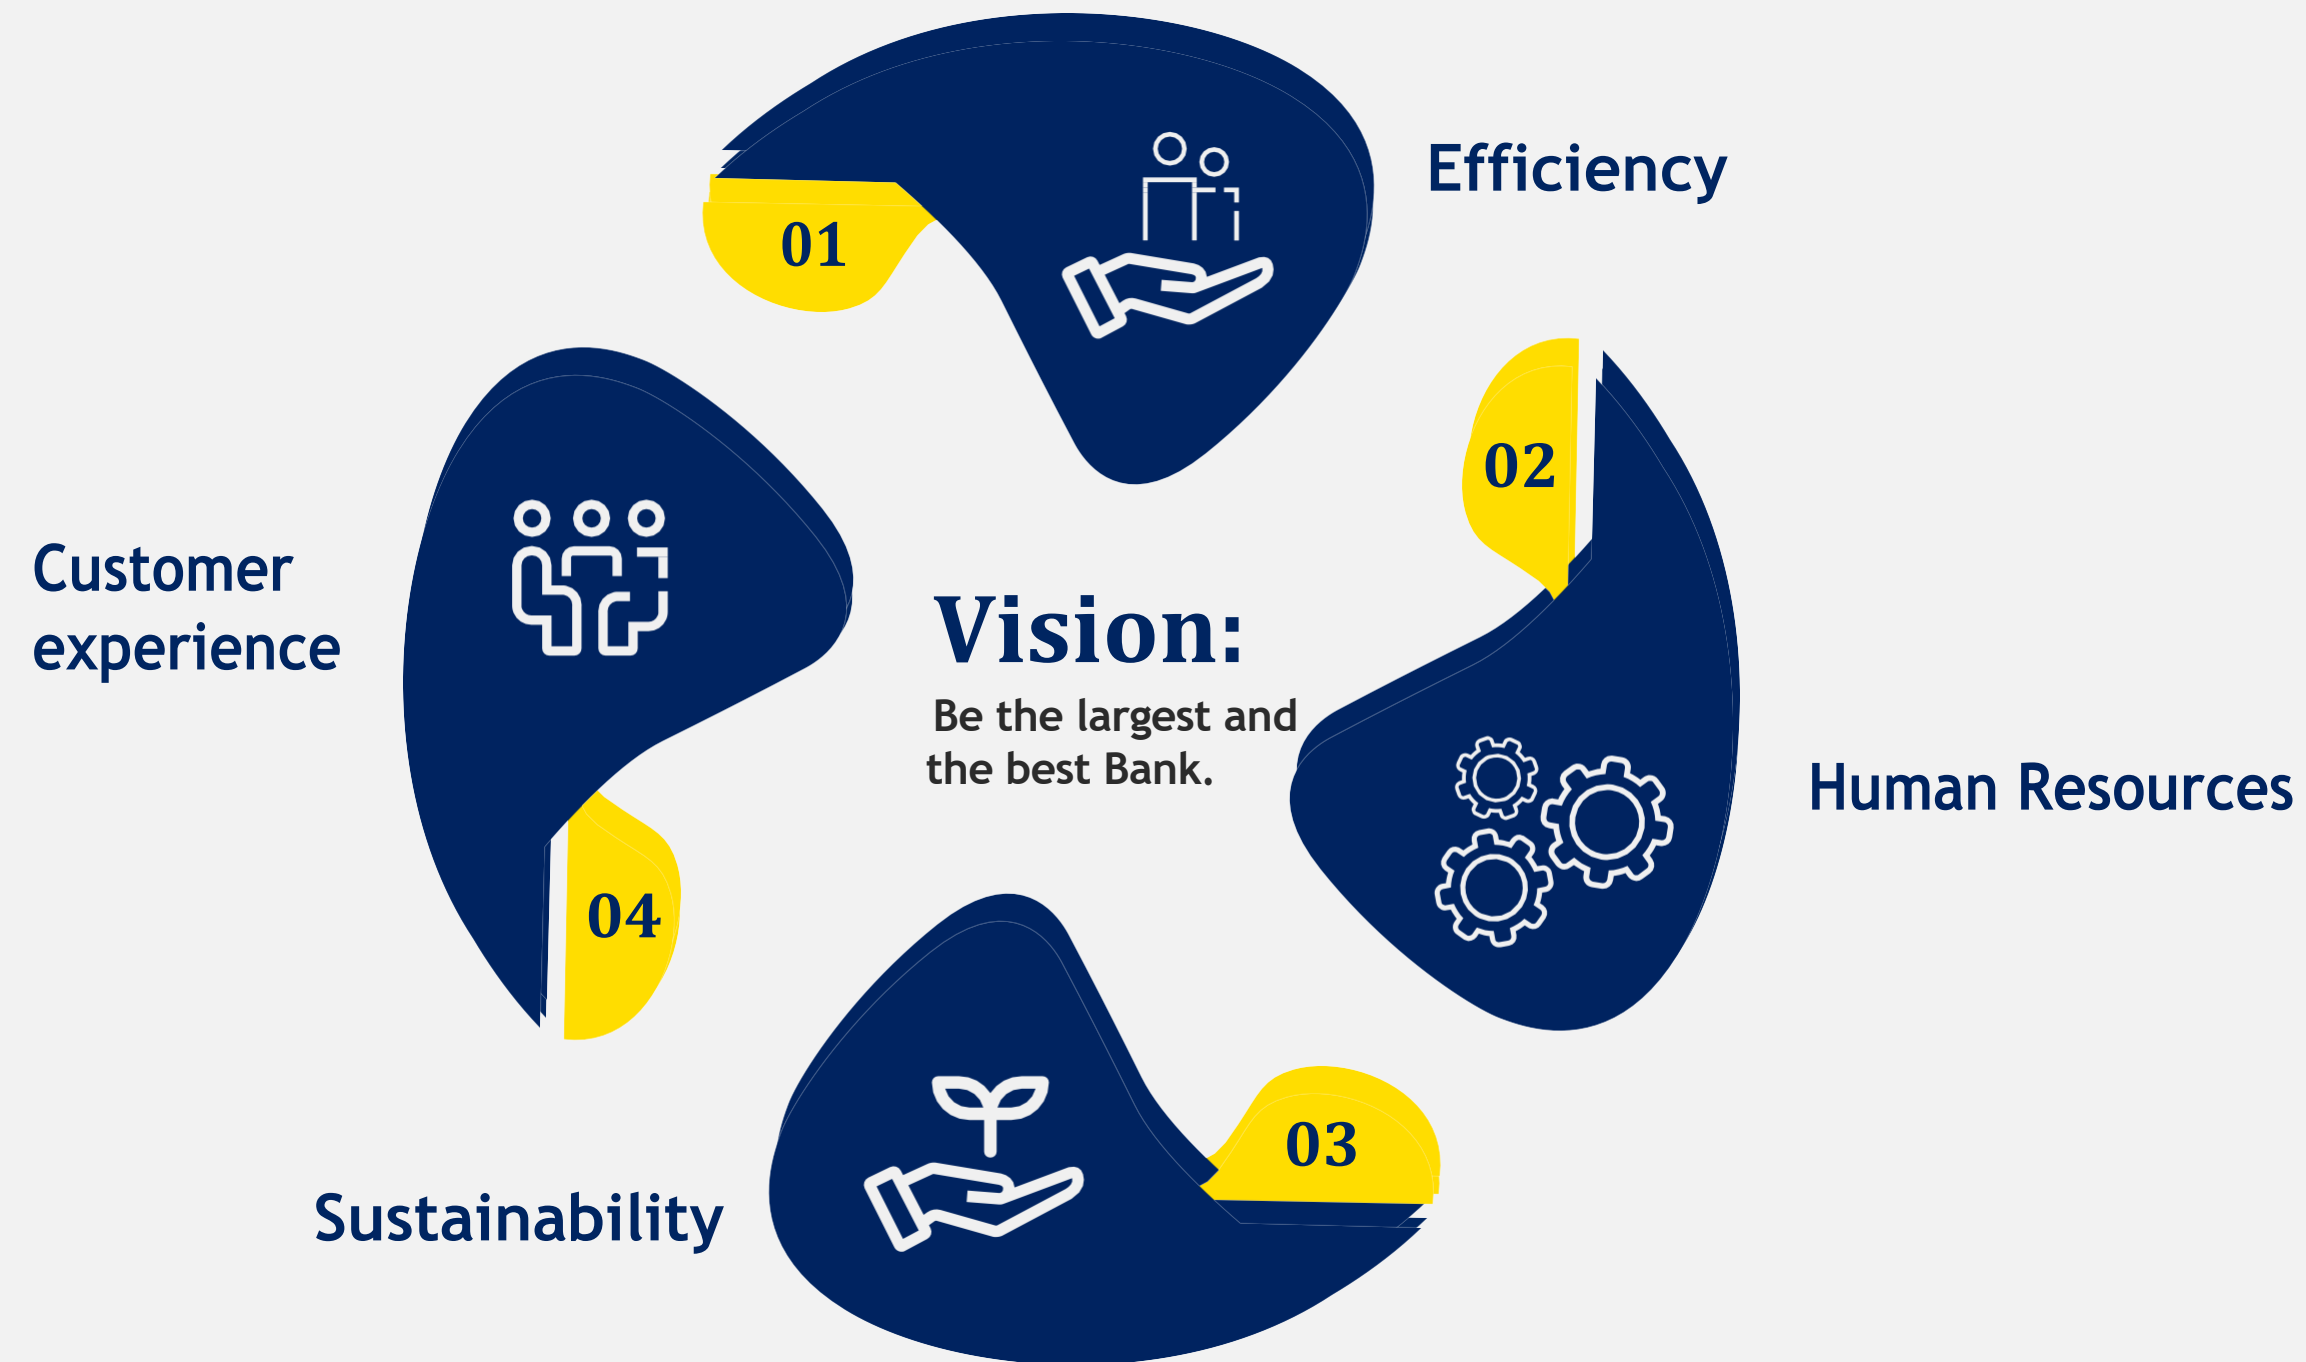 Efficiency
01
02
Customer
experience
Vision:
Be the largest and
the best Bank.
Human Resources
04
03
Sustainability